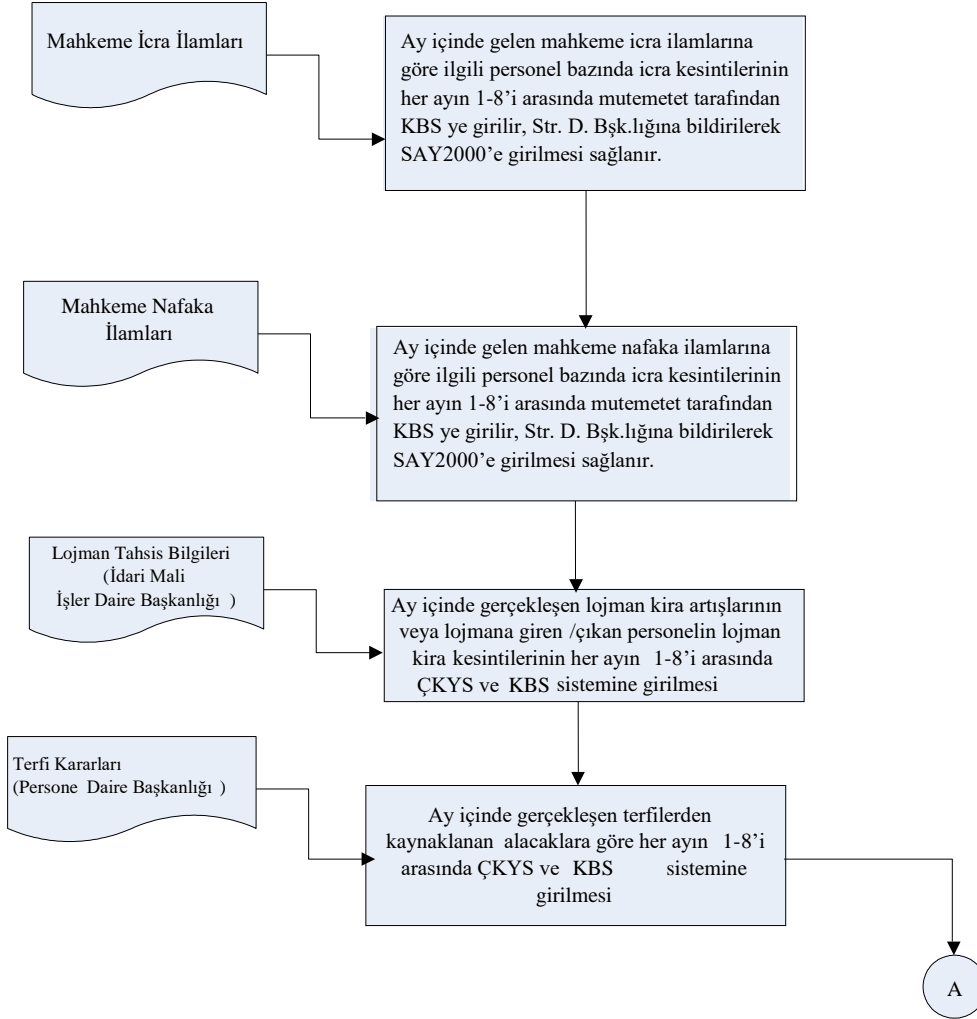 Mahkeme İcra İlamları
Ay içinde gelen mahkeme icra ilamlarına
göre ilgili personel bazında icra kesintilerinin
her ayın 1-8’i arasında mutemetet tarafından
KBS ye girilir, Str. D. Bşk.lığına bildirilerek
SAY2000’e girilmesi sağlanır.
Mahkeme Nafaka
İlamları
Ay içinde gelen mahkeme nafaka ilamlarına
göre ilgili personel bazında icra kesintilerinin
her ayın 1-8’i arasında mutemetet tarafından
KBS ye girilir, Str. D. Bşk.lığına bildirilerek
SAY2000’e girilmesi sağlanır.
Lojman Tahsis Bilgileri
(İdari Mali
İşler Daire Başkanlığı )
Ay içinde gerçekleşen lojman kira artışlarının
veya lojmana giren /çıkan personelin lojman
kira kesintilerinin her ayın 1-8’i arasında
ÇKYS ve KBS sistemine girilmesi
Terfi Kararları
(Persone Daire Başkanlığı )
Ay içinde gerçekleşen terfilerden
kaynaklanan alacaklara göre her ayın 1-8’i
arasında ÇKYS ve KBS sistemine
girilmesi
A